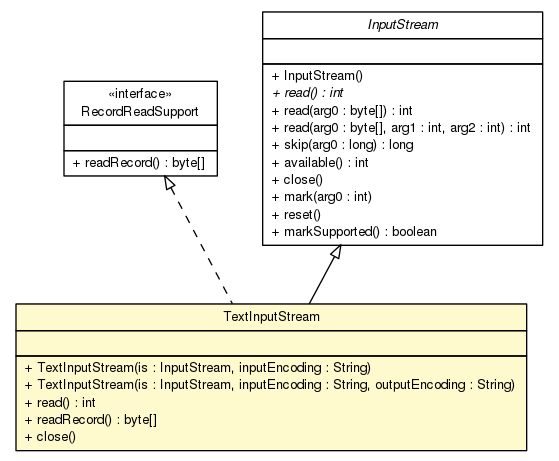 InputStream
+ InputStream()
+ read() : int
+ read(arg0 : byte[]) : int
+ read(arg0 : byte[], arg1 : int, arg2 : int) : int
+ skip(arg0 : long) : long
+ available() : int
+ close()
+ mark(arg0 : int)
+ reset()
+ markSupported() : boolean
«interface»
RecordReadSupport
+ readRecord() : byte[]
TextInputStream
+ TextInputStream(is : InputStream, inputEncoding : String)
+ TextInputStream(is : InputStream, inputEncoding : String, outputEncoding : String)
+ read() : int
+ readRecord() : byte[]
+ close()